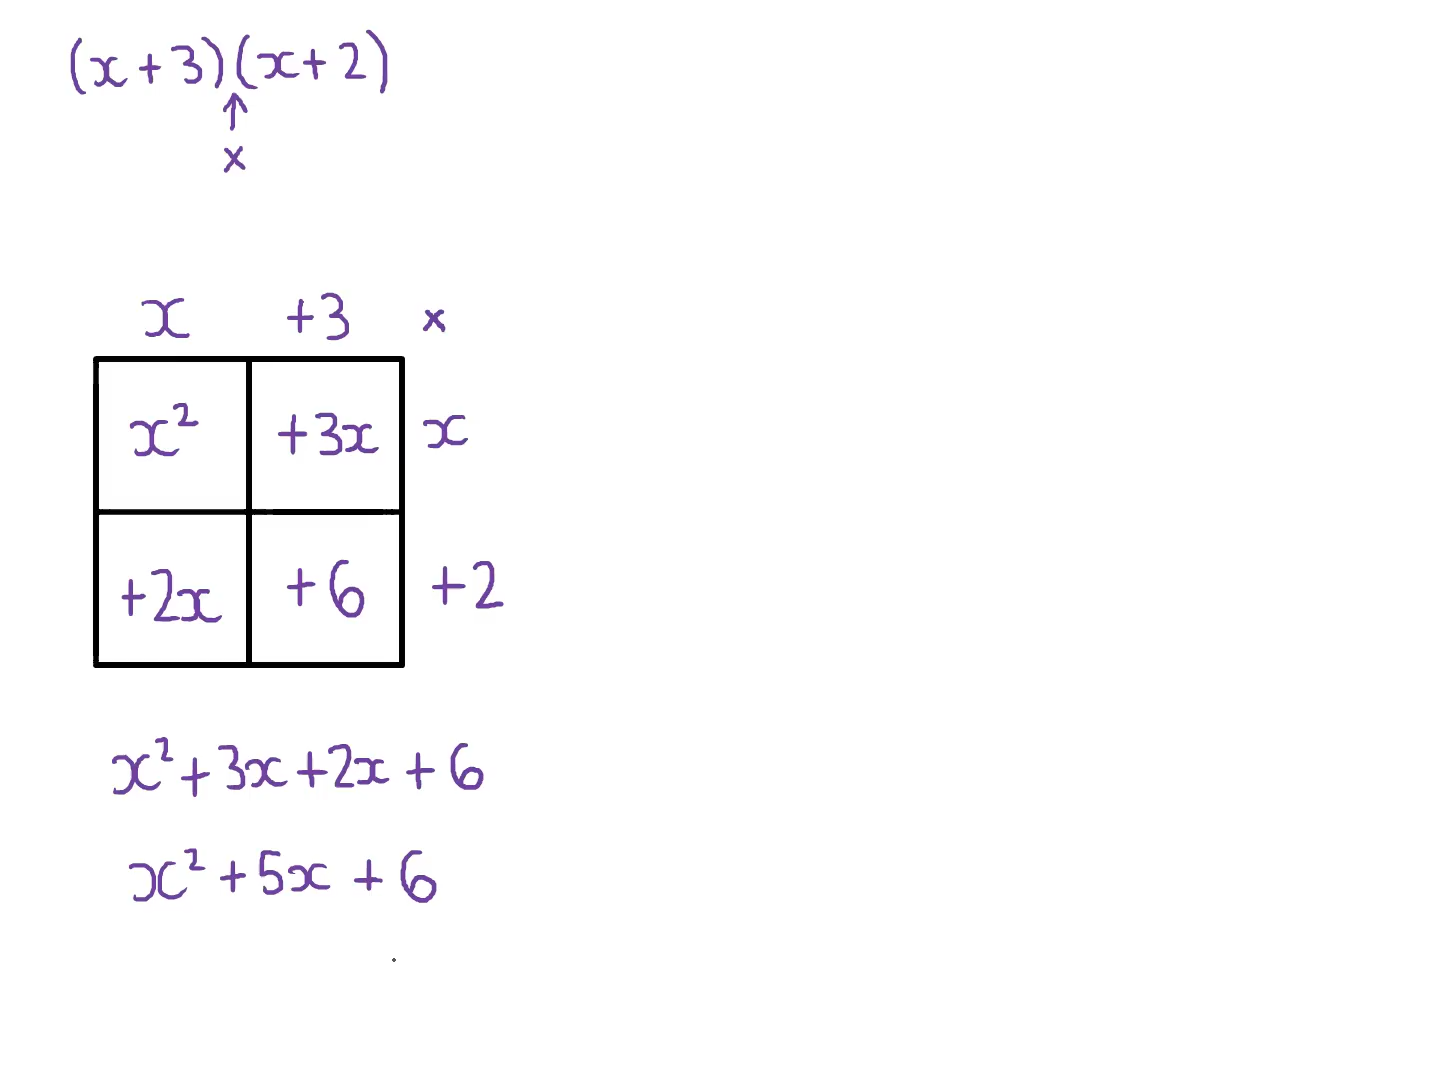 (x + 3)(x + 2)
↑
×
x +3 ×
x² +3x x
+2x +6 +2
x² + 3x + 2x + 6
x² + 5x + 6